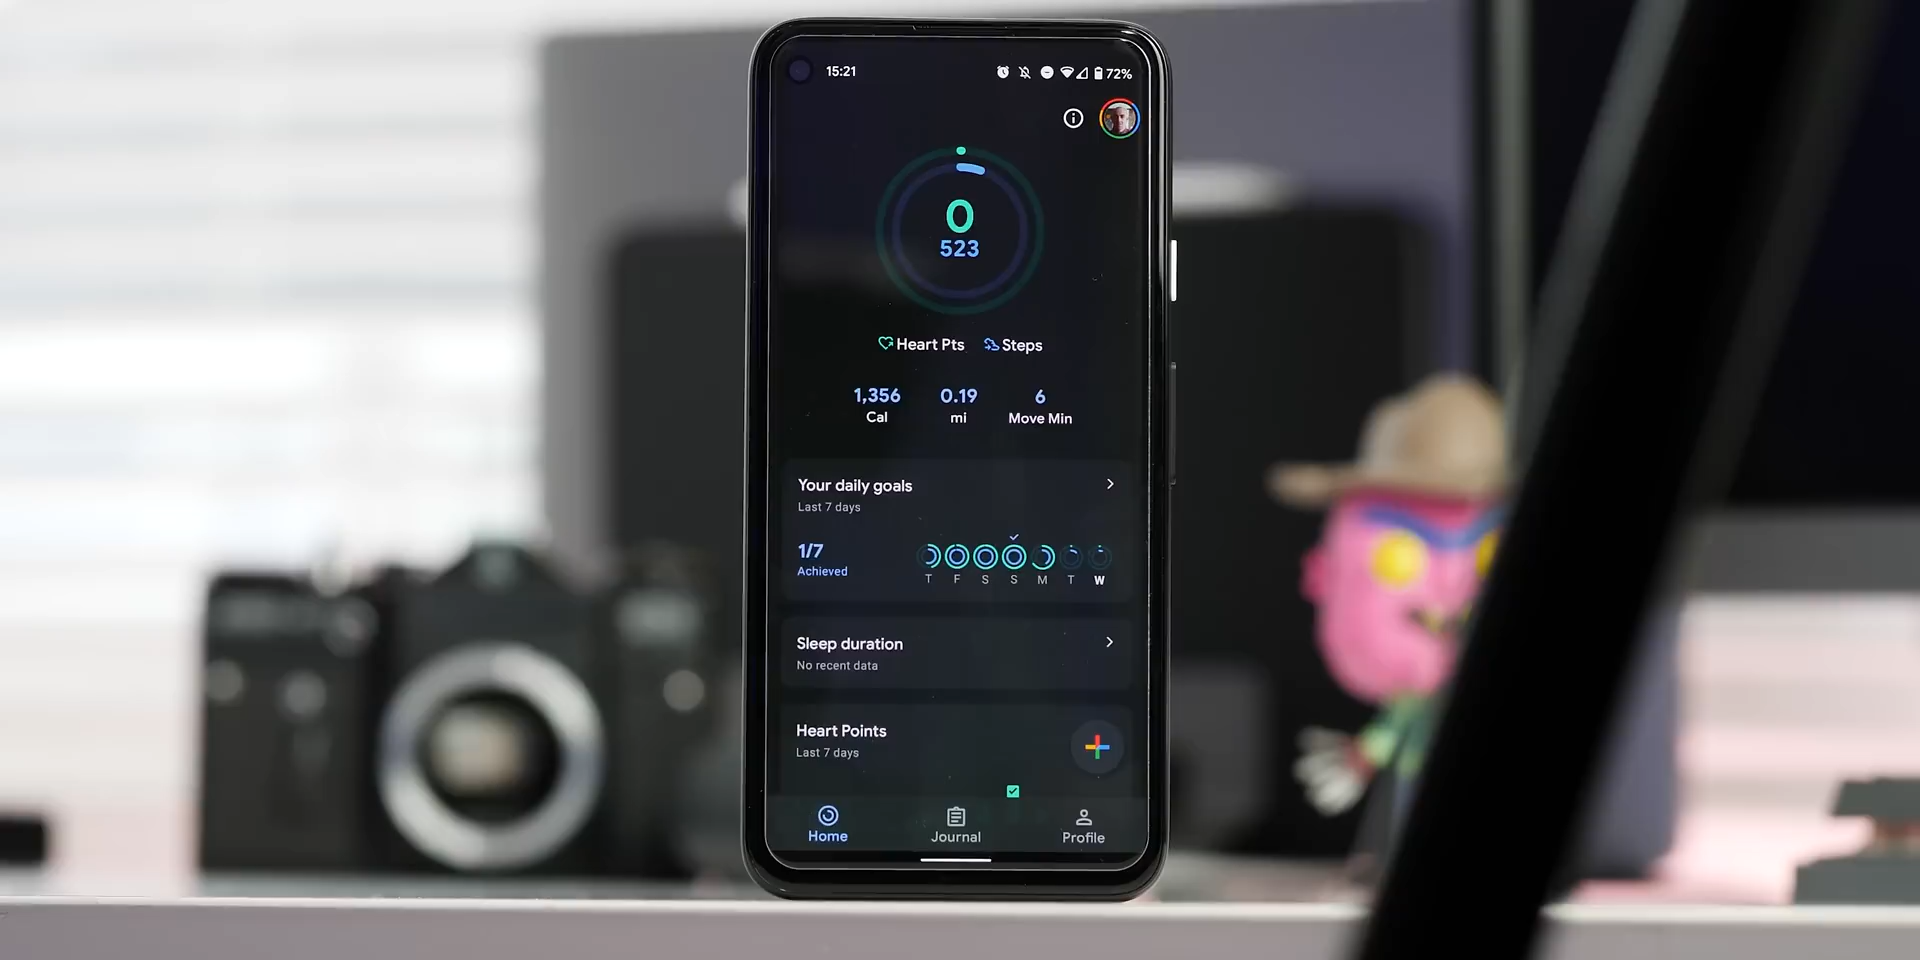 15:21 72%
0
523
Heart Pts Steps
1,356 0.19 6
Cal mi Move Min
Your daily goals
Last 7 days
1/7
Achieved
T F S S M T W
Sleep duration
No recent data
Heart Points
Last 7 days
Home Journal Profile